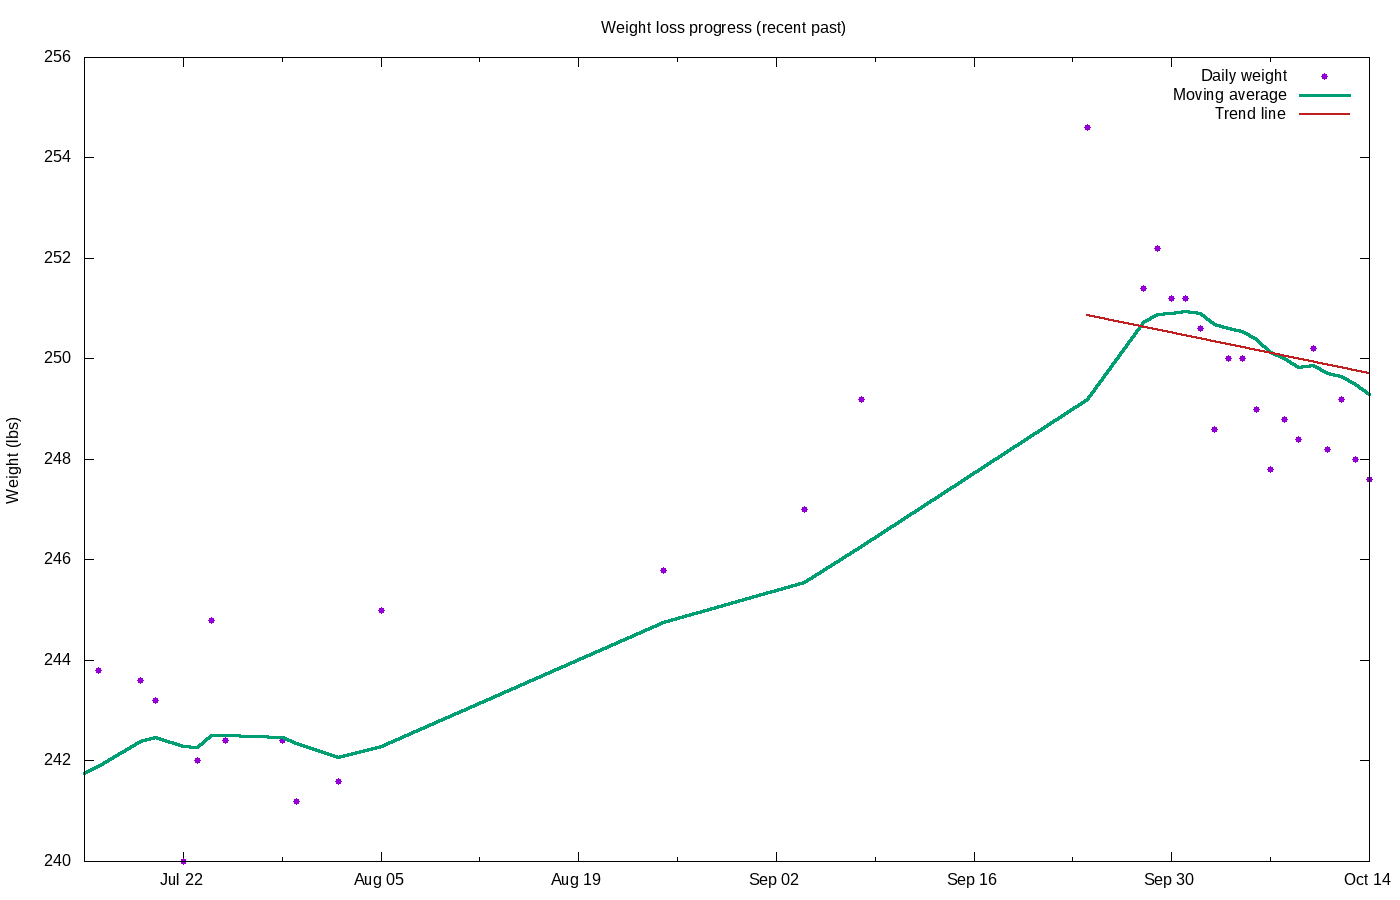 Weight loss progress (recent past)
256
254
252
250
248
246
244
242
240
Weight (lbs)
Daily weight
Moving average
Trend line
Jul 22 Aug 05 Aug 19 Sep 02 Sep 16 Sep 30 Oct 14